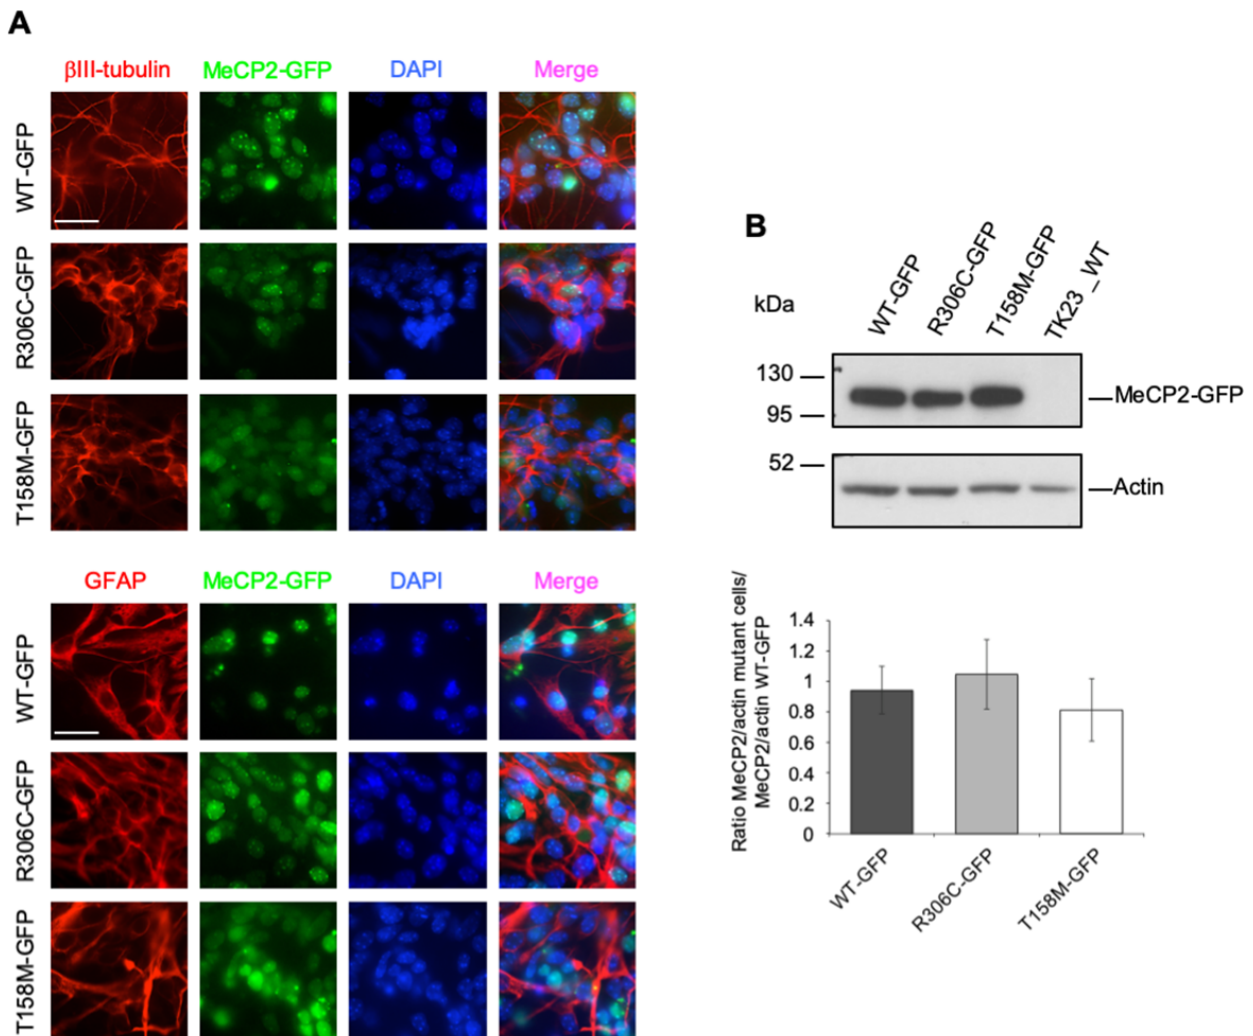 A
βIII-tubulin MeCP2-GFP DAPI Merge
WT-GFP
R306C-GFP
T158M-GFP
GFAP MeCP2-GFP DAPI Merge
WT-GFP
R306C-GFP
T158M-GFP
B
kDa
WT-GFP
R306C-GFP
T158M-GFP
TK23_WT
130
95
MeCP2-GFP
52
Actin
Ratio MeCP2/actin mutant cells/
MeCP2/actin WT-GFP
1.4
1.2
1
0.8
0.6
0.4
0.2
0
WT-GFP
R306C-GFP
T158M-GFP